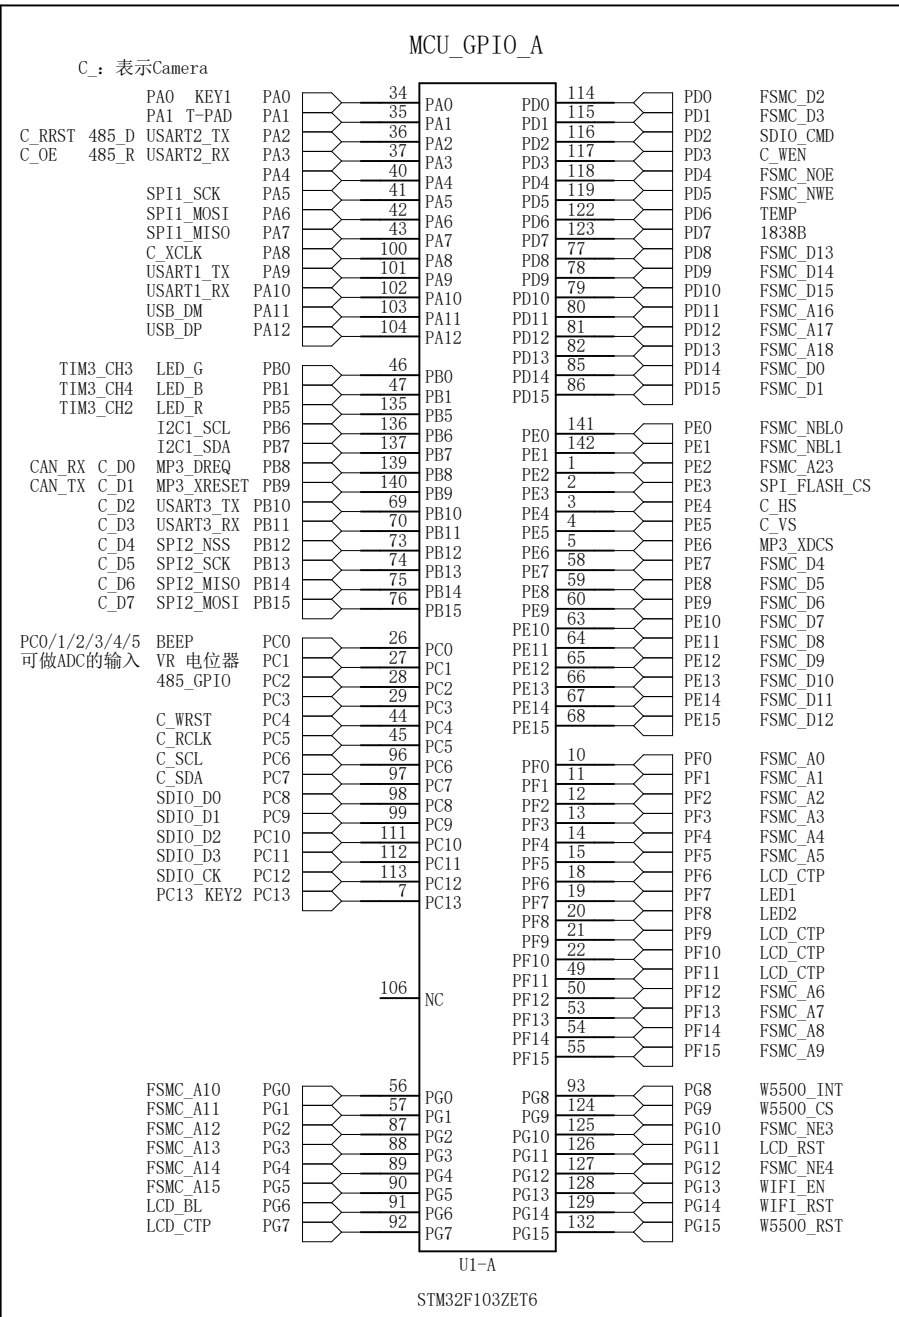 MCU_GPIO_A
C_: 表示Camera
PA0 KEY1 PA0 34 PA0
PA1 T-PAD PA1 35 PA1
C_RRST 485_D USART2_TX PA2 36 PA2
C_OE 485_R USART2_RX PA3 37 PA3
PA4 40 PA4
SPI1_SCK PA5 41 PA5
SPI1_MOSI PA6 42 PA6
SPI1_MISO PA7 43 PA7
C_XCLK PA8 100 PA8
USART1_TX PA9 101 PA9
USART1_RX PA10 102 PA10
USB_DM PA11 103 PA11
USB_DP PA12 104 PA12
TIM3_CH3 LED_G PB0 46 PB0
TIM3_CH4 LED_B PB1 47 PB1
TIM3_CH2 LED_R PB5 135 PB5
I2C1_SCL PB6 136 PB6
I2C1_SDA PB7 137 PB7
CAN_RX C_D0 MP3_DREQ PB8 139 PB8
CAN_TX C_D1 MP3_XRESET PB9 140 PB9
C_D2 USART3_TX PB10 69 PB10
C_D3 USART3_RX PB11 70 PB11
C_D4 SPI2_NSS PB12 73 PB12
C_D5 SPI2_SCK PB13 74 PB13
C_D6 SPI2_MISO PB14 75 PB14
C_D7 SPI2_MOSI PB15 76 PB15
PC0/1/2/3/4/5 BEEP PC0 26 PC0
可做ADC的输入 VR 电位器 PC1 27 PC1
485_GPIO PC2 28 PC2
PC3 29 PC3
C_WRST PC4 44 PC4
C_RCLK PC5 45 PC5
C_SCL PC6 96 PC6
C_SDA PC7 97 PC7
SDIO_D0 PC8 98 PC8
SDIO_D1 PC9 99 PC9
SDIO_D2 PC10 111 PC10
SDIO_D3 PC11 112 PC11
SDIO_CK PC12 113 PC12
PC13 KEY2 PC13 7 PC13
106 NC
FSMC_A10 PG0 56 PG0
FSMC_A11 PG1 57 PG1
FSMC_A12 PG2 87 PG2
FSMC_A13 PG3 88 PG3
FSMC_A14 PG4 89 PG4
FSMC_A15 PG5 90 PG5
LCD_BL PG6 91 PG6
LCD_CTP PG7 92 PG7
PD0 114 PD0 FSMC_D2
PD1 115 PD1 FSMC_D3
PD2 116 PD2 SDIO_CMD
PD3 117 PD3 C_WEN
PD4 118 PD4 FSMC_NOE
PD5 119 PD5 FSMC_NWE
PD6 122 PD6 TEMP
PD7 123 PD7 1838B
PD8 77 PD8 FSMC_D13
PD9 78 PD9 FSMC_D14
PD10 79 PD10 FSMC_D15
PD11 80 PD11 FSMC_A16
PD12 81 PD12 FSMC_A17
PD13 82 PD13 FSMC_A18
PD14 85 PD14 FSMC_D0
PD15 86 PD15 FSMC_D1
PE0 141 PE0 FSMC_NBL0
PE1 142 PE1 FSMC_NBL1
PE2 1 PE2 FSMC_A23
PE3 2 PE3 SPI_FLASH_CS
PE4 3 PE4 C_HS
PE5 4 PE5 C_VS
PE6 5 PE6 MP3_XDCS
PE7 58 PE7 FSMC_D4
PE8 59 PE8 FSMC_D5
PE9 60 PE9 FSMC_D6
PE10 63 PE10 FSMC_D7
PE11 64 PE11 FSMC_D8
PE12 65 PE12 FSMC_D9
PE13 66 PE13 FSMC_D10
PE14 67 PE14 FSMC_D11
PE15 68 PE15 FSMC_D12
PF0 10 PF0 FSMC_A0
PF1 11 PF1 FSMC_A1
PF2 12 PF2 FSMC_A2
PF3 13 PF3 FSMC_A3
PF4 14 PF4 FSMC_A4
PF5 15 PF5 FSMC_A5
PF6 18 PF6 LCD_CTP
PF7 19 PF7 LED1
PF8 20 PF8 LED2
PF9 21 PF9 LCD_CTP
PF10 22 PF10 LCD_CTP
PF11 49 PF11 LCD_CTP
PF12 50 PF12 FSMC_A6
PF13 53 PF13 FSMC_A7
PF14 54 PF14 FSMC_A8
PF15 55 PF15 FSMC_A9
PG8 93 PG8 W5500_INT
PG9 124 PG9 W5500_CS
PG10 125 PG10 FSMC_NE3
PG11 126 PG11 LCD_RST
PG12 127 PG12 FSMC_NE4
PG13 128 PG13 WIFI_EN
PG14 129 PG14 WIFI_RST
PG15 132 PG15 W5500_RST
U1-A
STM32F103ZET6